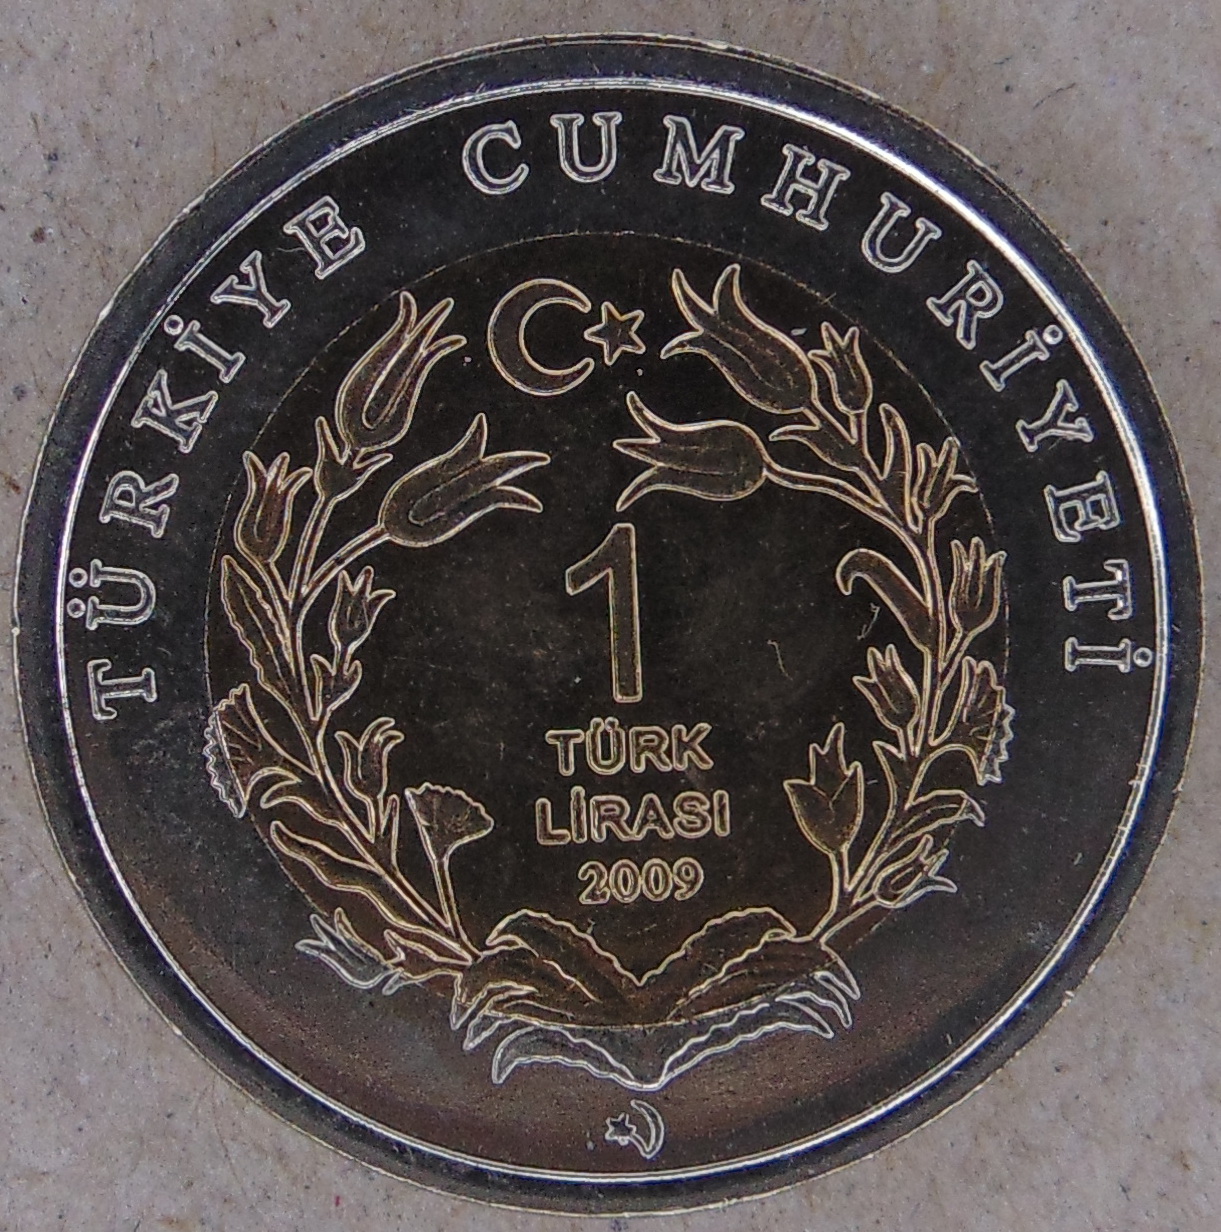 TÜRKİYE CUMHURİYETİ
1
TÜRK
LİRASI
2009